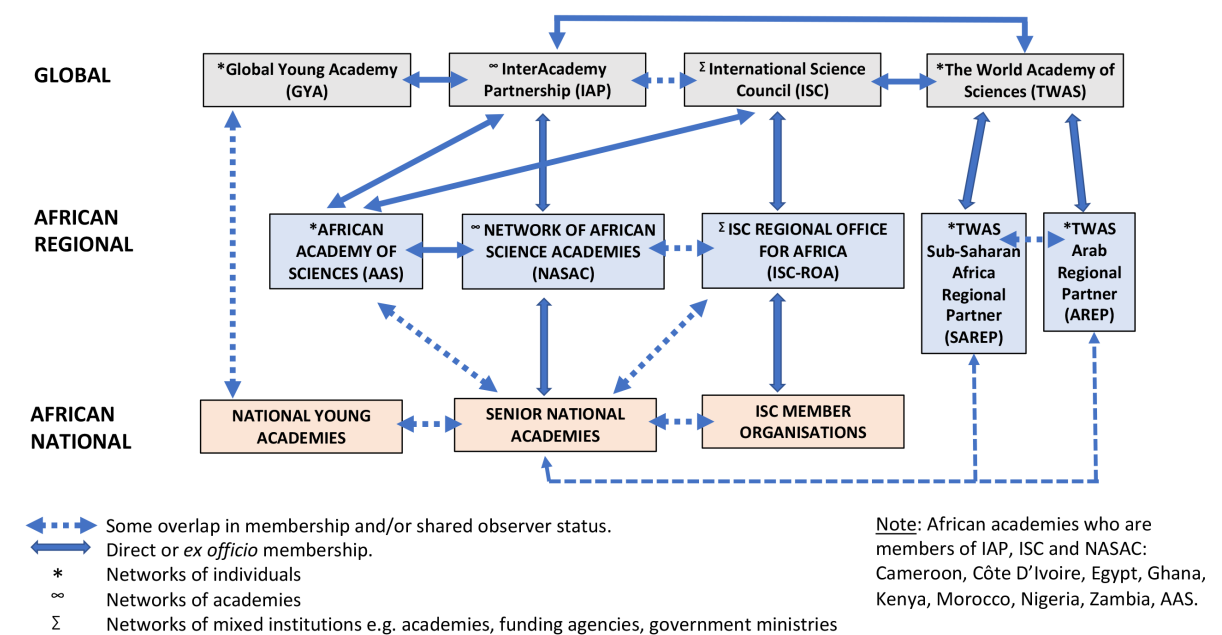 GLOBAL
*Global Young Academy
(GYA)
∞ InterAcademy
Partnership (IAP)
∑ International Science
Council (ISC)
*The World Academy of
Sciences (TWAS)
AFRICAN
REGIONAL
*AFRICAN
ACADEMY OF
SCIENCES (AAS)
∞ NETWORK OF AFRICAN
SCIENCE ACADEMIES
(NASAC)
∑ ISC REGIONAL OFFICE
FOR AFRICA
(ISC-ROA)
*TWAS
Sub-Saharan
Africa
Regional
Partner
(SAREP)
*TWAS
Arab
Regional
Partner
(AREP)
AFRICAN
NATIONAL
NATIONAL YOUNG
ACADEMIES
SENIOR NATIONAL
ACADEMIES
ISC MEMBER
ORGANISATIONS
Some overlap in membership and/or shared observer status.
Direct or ex officio membership.
* Networks of individuals
∞ Networks of academies
∑ Networks of mixed institutions e.g. academies, funding agencies, government ministries
Note: African academies who are
members of IAP, ISC and NASAC:
Cameroon, Côte D’Ivoire, Egypt, Ghana,
Kenya, Morocco, Nigeria, Zambia, AAS.